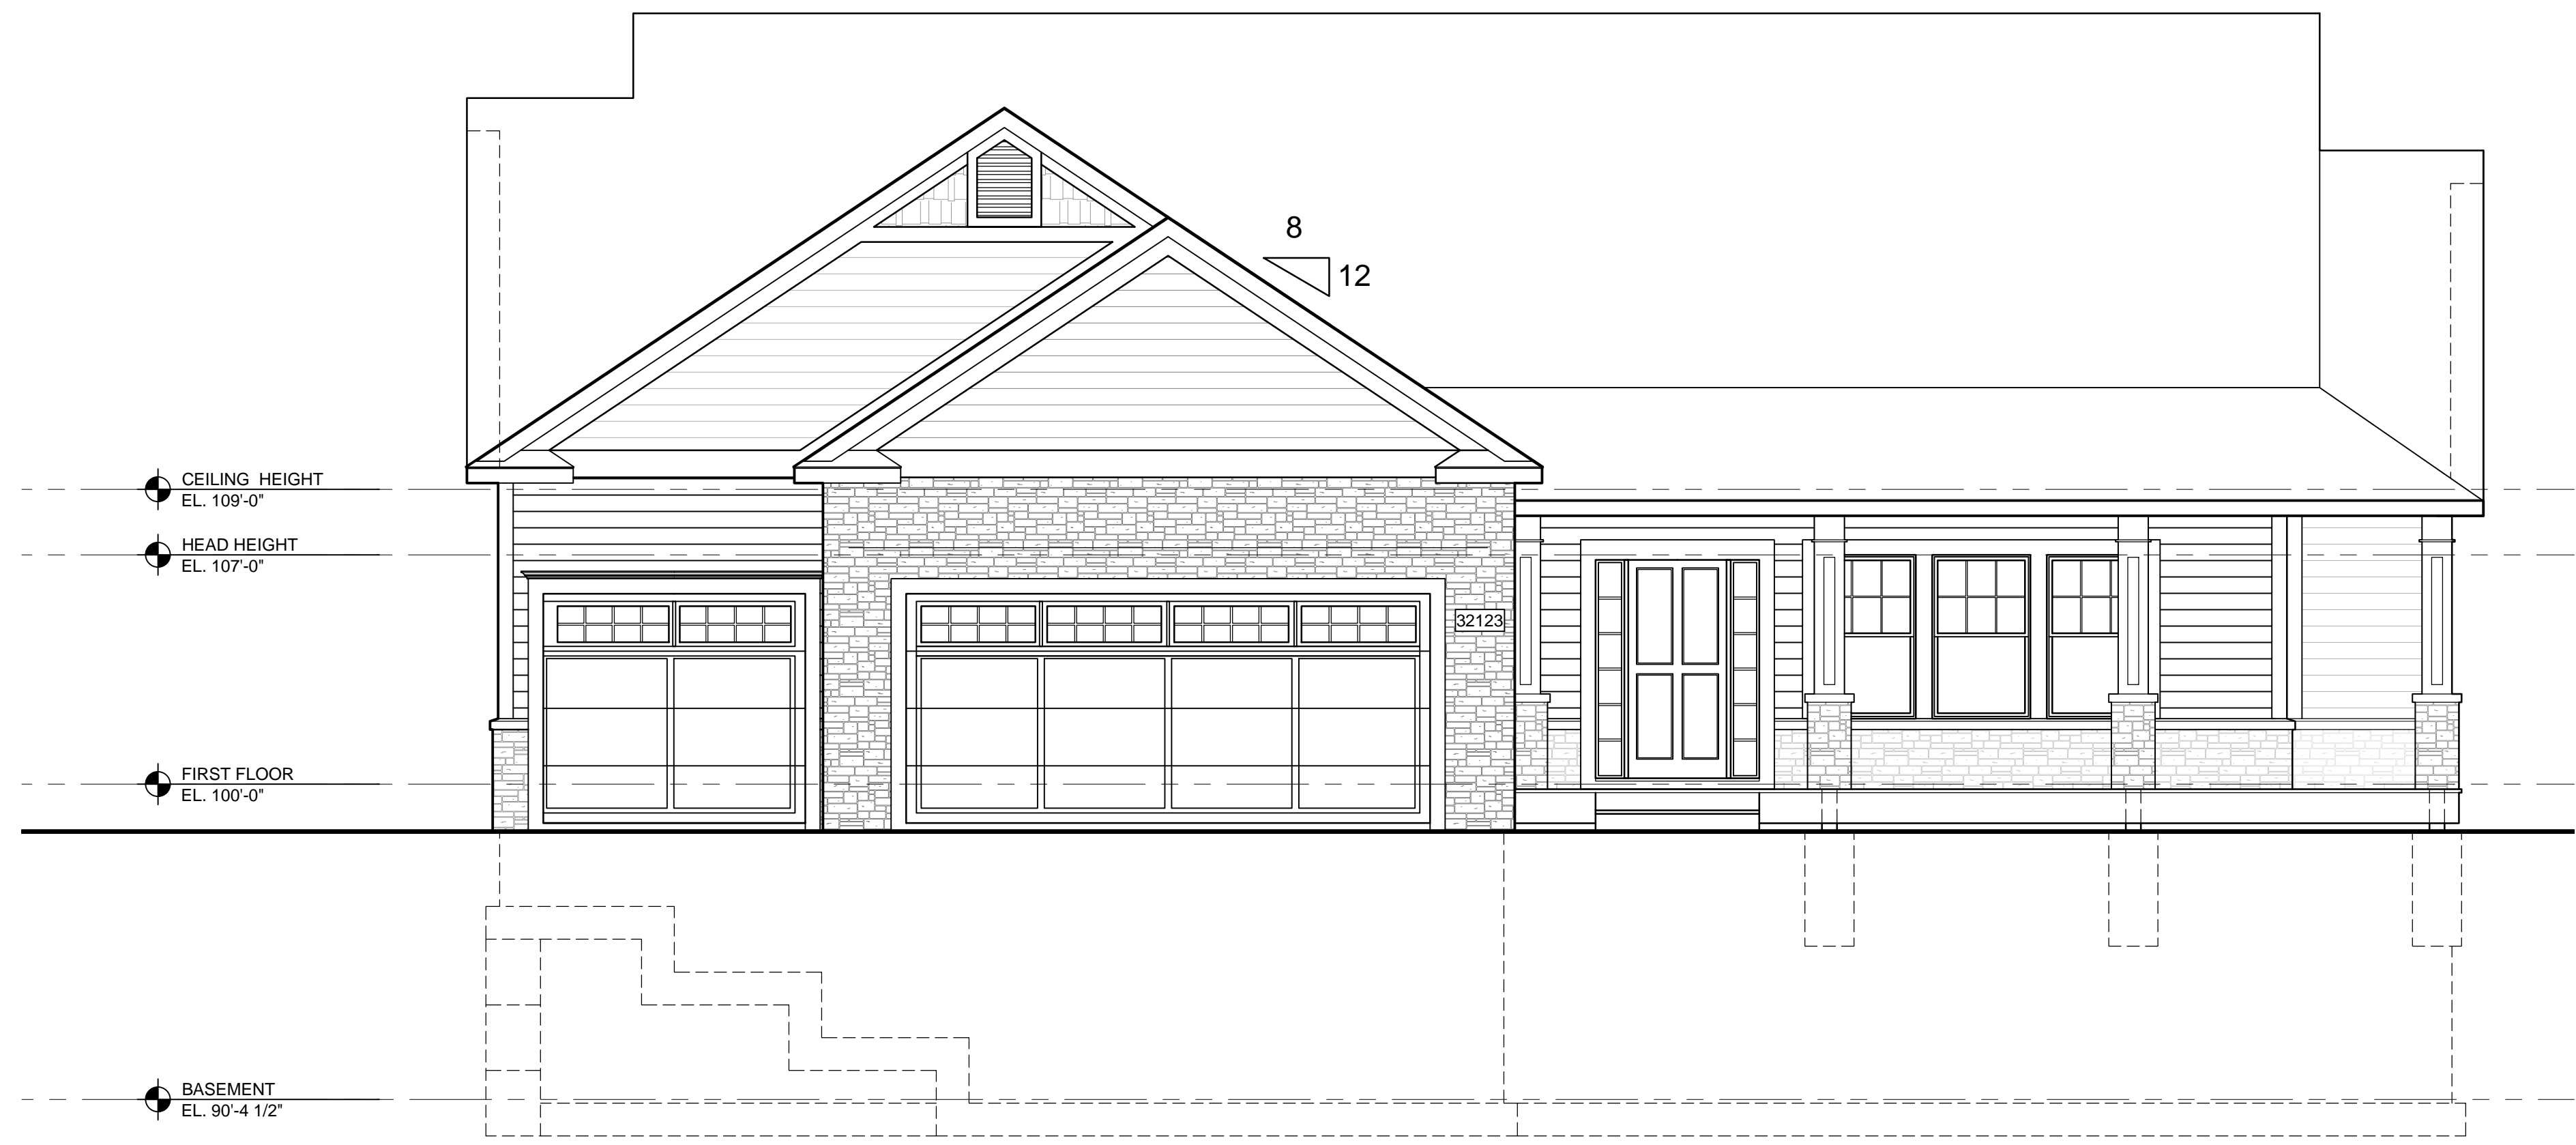 8
12
CEILING HEIGHT
EL. 109'-0"
HEAD HEIGHT
EL. 107'-0"
32123
FIRST FLOOR
EL. 100'-0"
BASEMENT
EL. 90'-4 1/2"